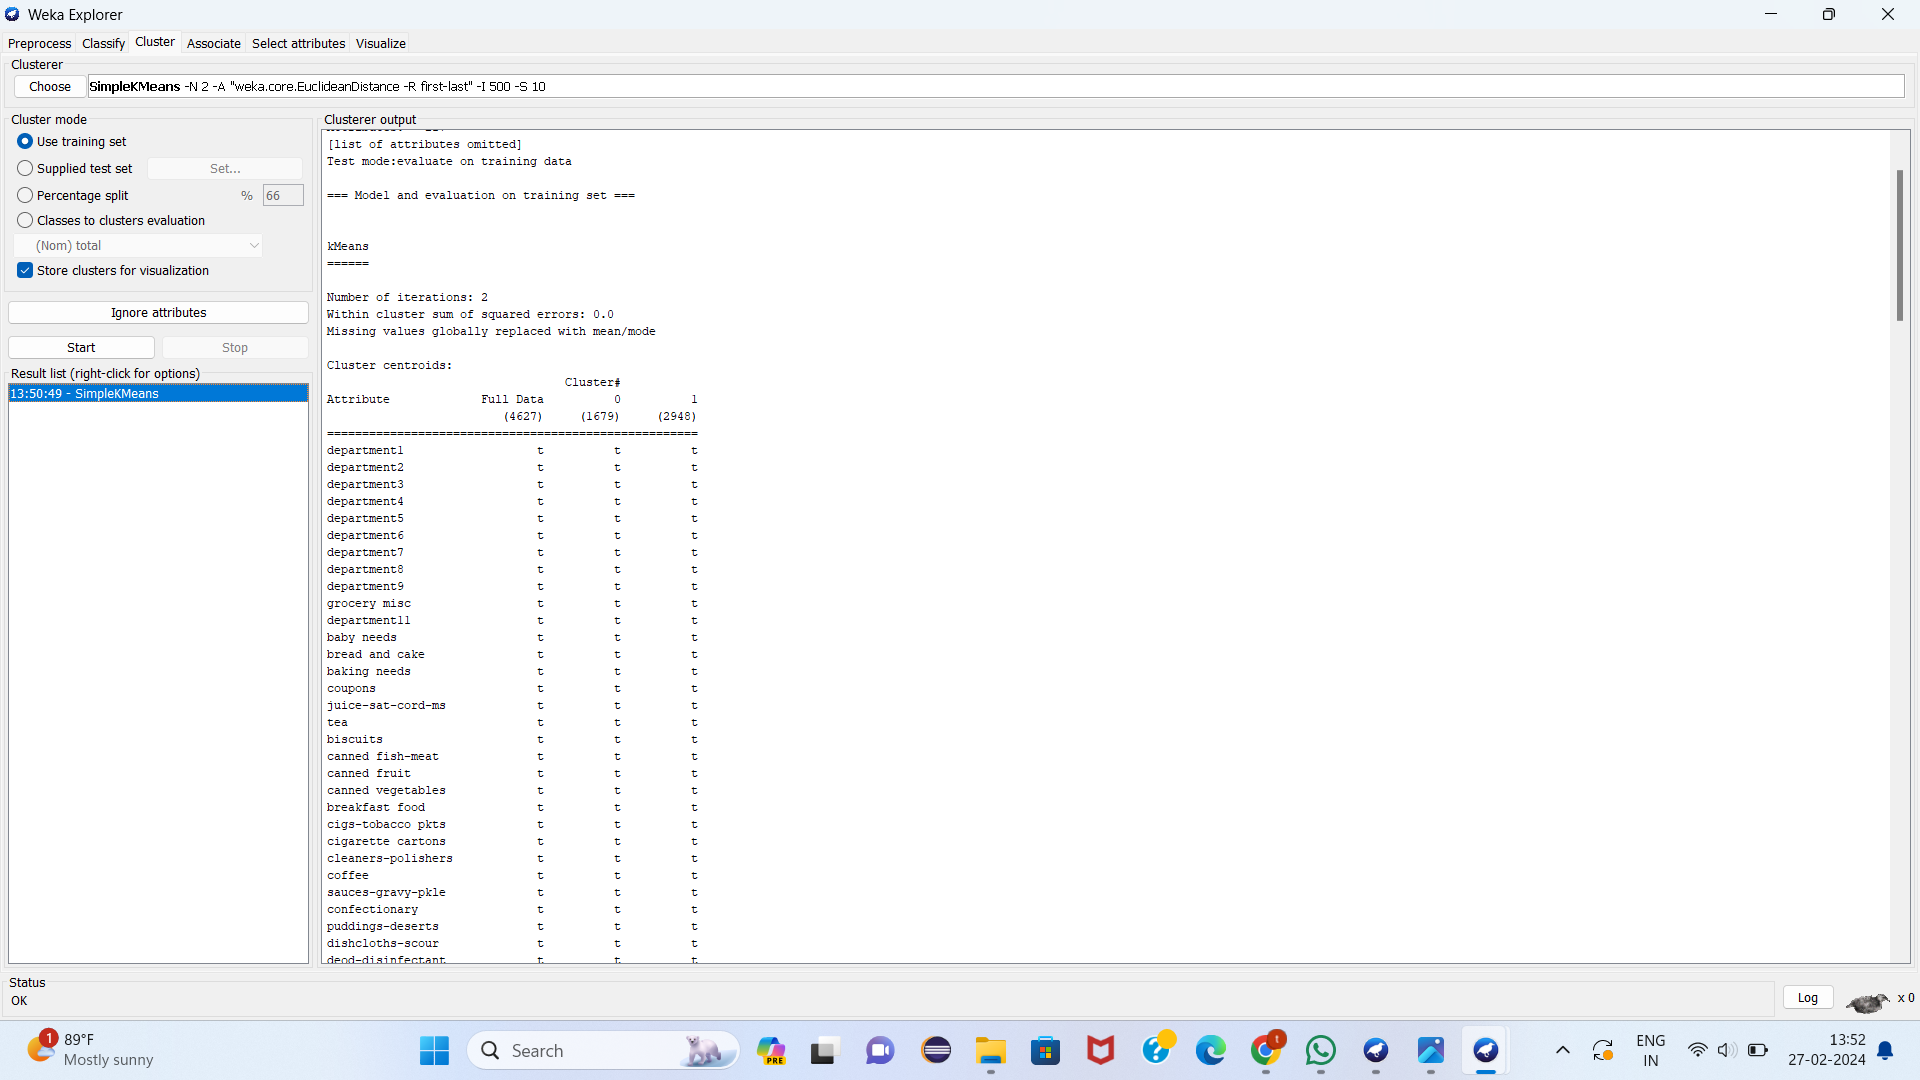 Weka Explorer
Preprocess Classify Cluster Associate Select attributes Visualize
Clusterer
Choose SimpleKMeans -N 2 -A "weka.core.EuclideanDistance -R first-last" -I 500 -S 10
Cluster mode
Use training set
Supplied test set Set...
Percentage split % 66
Classes to clusters evaluation
(Nom) total
Store clusters for visualization
Ignore attributes
Start Stop
Result list (right-click for options)
13:50:49 - SimpleKMeans
Clusterer output
[list of attributes omitted]
Test mode:evaluate on training data
=== Model and evaluation on training set ===
kMeans
======
Number of iterations: 2
Within cluster sum of squared errors: 0.0
Missing values globally replaced with mean/mode
Cluster centroids:
Cluster#
Attribute Full Data 0 1
(4627) (1679) (2948)
=====================================================
department1 t t t
department2 t t t
department3 t t t
department4 t t t
department5 t t t
department6 t t t
department7 t t t
department8 t t t
department9 t t t
grocery misc t t t
department11 t t t
baby needs t t t
bread and cake t t t
baking needs t t t
coupons t t t
juice-sat-cord-ms t t t
tea t t t
biscuits t t t
canned fish-meat t t t
canned fruit t t t
canned vegetables t t t
breakfast food t t t
cigs-tobacco pkts t t t
cigarette cartons t t t
cleaners-polishers t t t
coffee t t t
sauces-gravy-pkle t t t
confectionary t t t
puddings-deserts t t t
dishcloths-scour t t t
deod-disinfectant t t t
Status
OK
Log x 0
1
89°F
Mostly sunny
Search
PRE
t
ENG
IN
13:52
27-02-2024